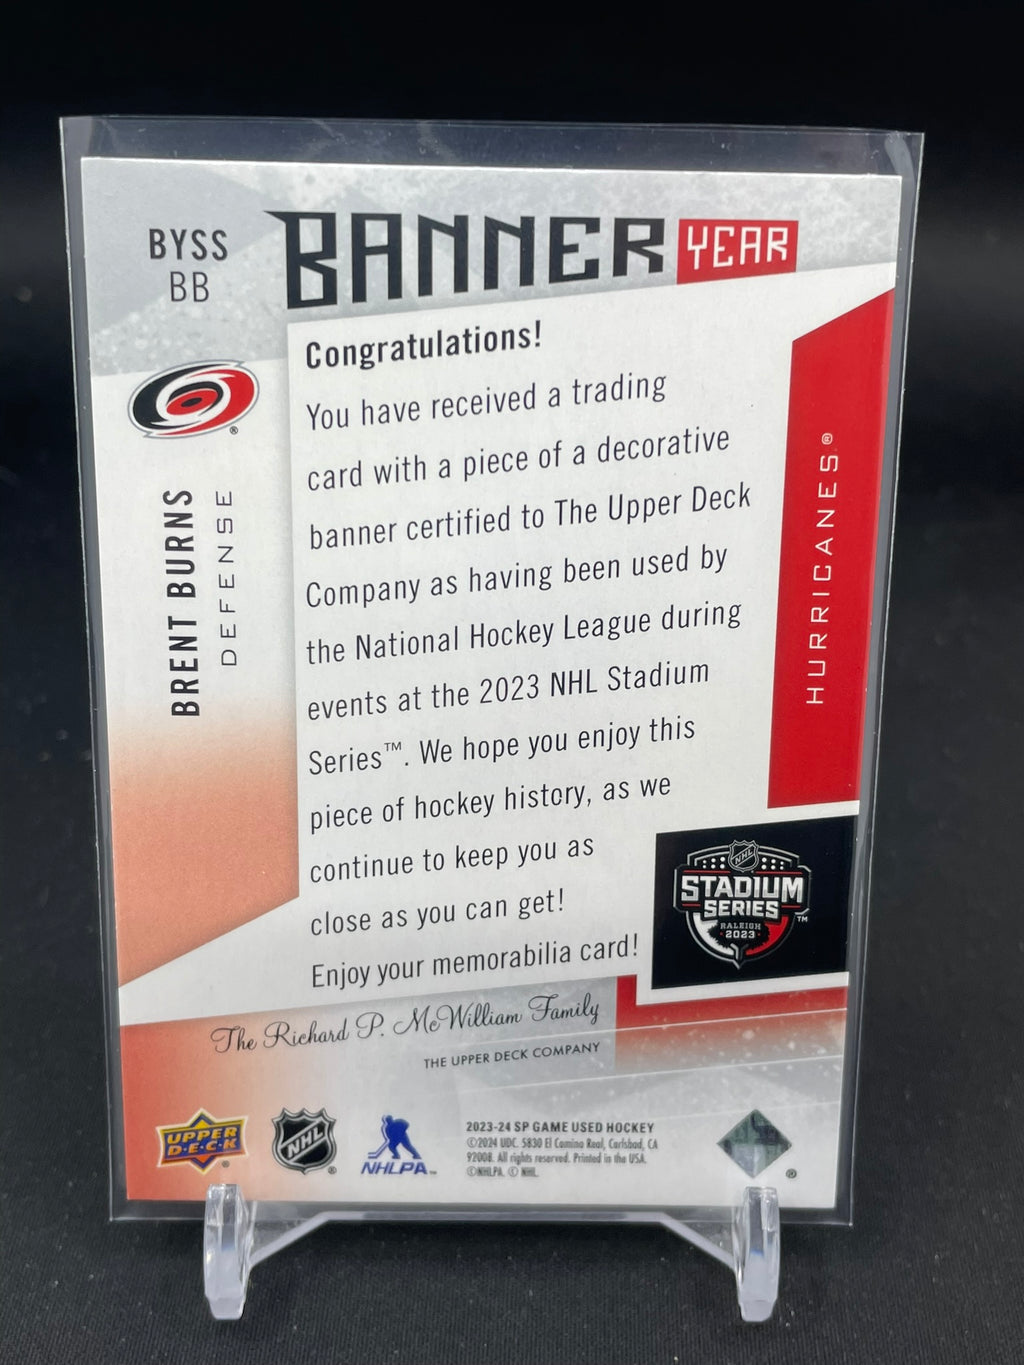 BYSS
BB
BANNER YEAR
BRENT BURNS
DEFENSE
Congratulations!
You have received a trading
card with a piece of a decorative
banner certified to The Upper Deck
Company as having been used by
the National Hockey League during
events at the 2023 NHL Stadium
Series™. We hope you enjoy this
piece of hockey history, as we
continue to keep you as
close as you can get!
Enjoy your memorabilia card!
HURRICANES®
NHL
STADIUM
SERIES™
RALEIGH
·2023·
The Richard P. McWilliam Family
THE UPPER DECK COMPANY
UPPER
D·E·C·K®
NHL®
NHLPA™
2023-24 SP GAME USED HOCKEY
©2024 UDC. 5830 El Camino Real, Carlsbad, CA
92008. All rights reserved. Printed in the USA.
©NHLPA. © NHL.
®